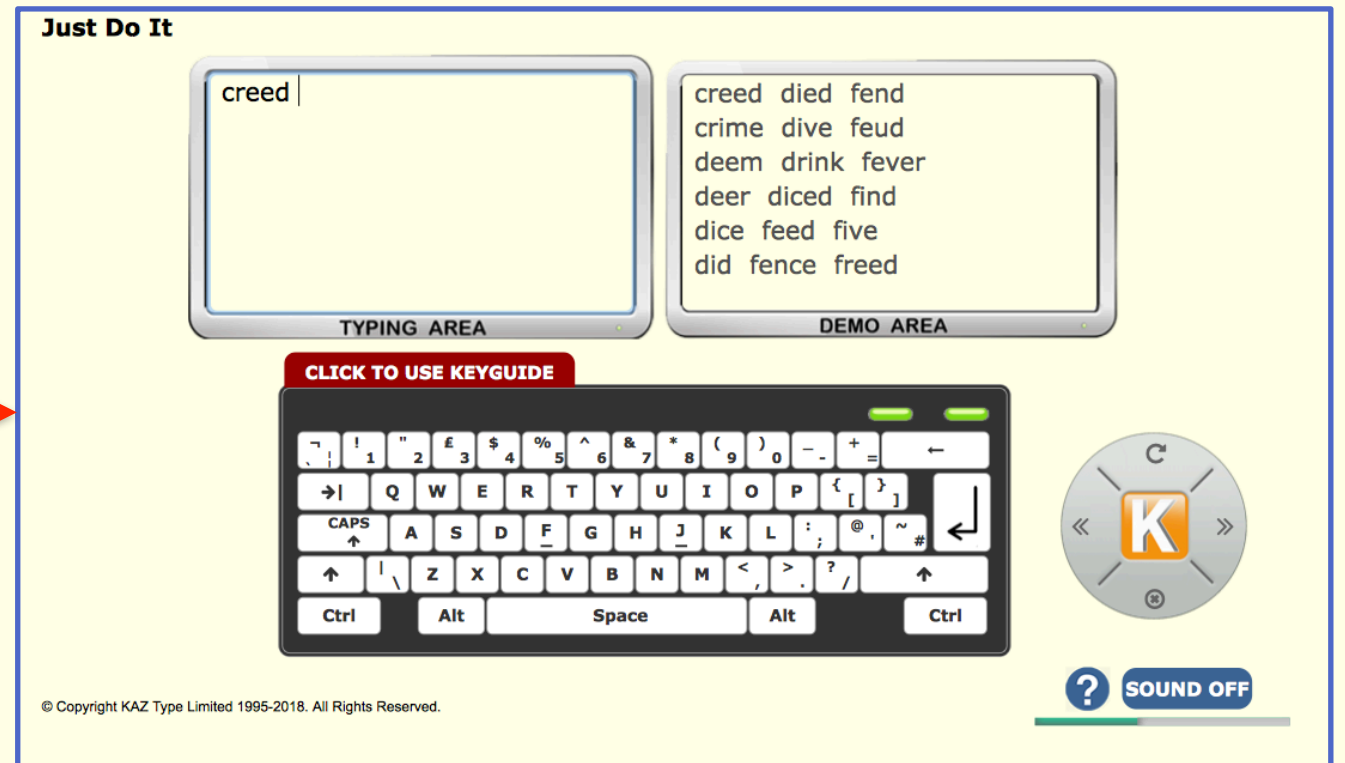 Just Do It
creed
TYPING AREA
creed died fend
crime dive feud
deem drink fever
deer diced find
dice feed five
did fence freed
DEMO AREA
CLICK TO USE KEYGUIDE
¬ ` ¦ ! 1 " 2 £ 3 $ 4 % 5 ^ 6 & 7 * 8 ( 9 ) 0 _ - + = ←
→| Q W E R T Y U I O P { [ } ]
CAPS ↑ A S D F G H J K L : ; @ ' ~ # ↵
↑ | \ Z X C V B N M < , > . ? / ↑
Ctrl Alt Space Alt Ctrl
« K »
? SOUND OFF
© Copyright KAZ Type Limited 1995-2018. All Rights Reserved.